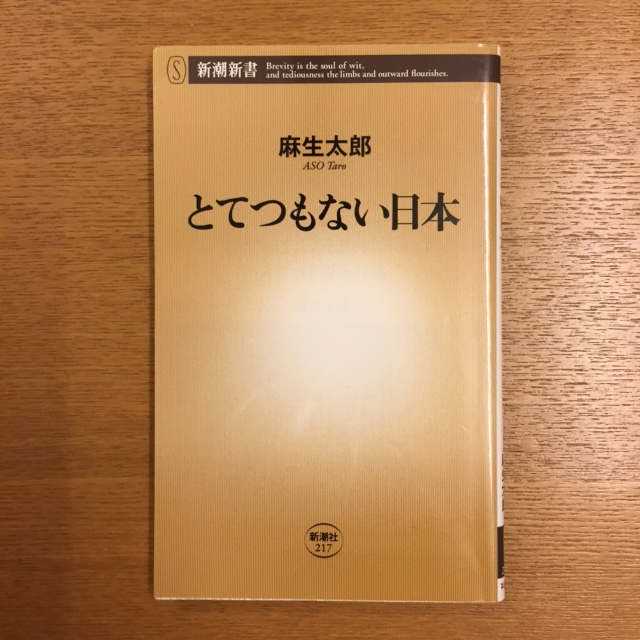 S
新潮新書
Brevity is the soul of wit,
and tediousness the limbs and outward flourishes.
麻生太郎
ASO Taro
とてつもない日本
新潮社
217